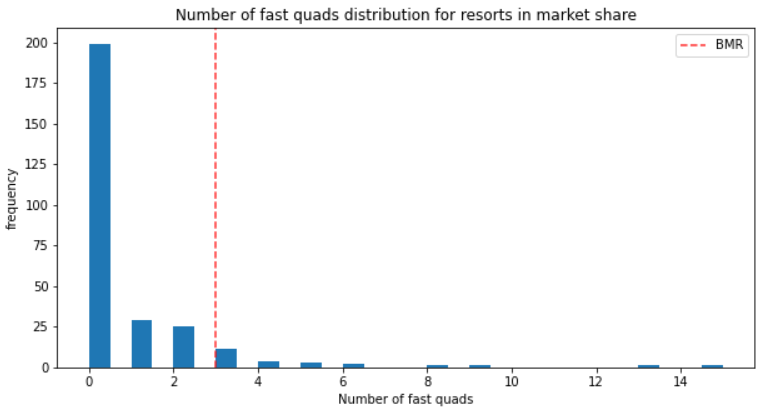 Number of fast quads distribution for resorts in market share
BMR
frequency
200
175
150
125
100
75
50
25
0
0 2 4 6 8 10 12 14
Number of fast quads